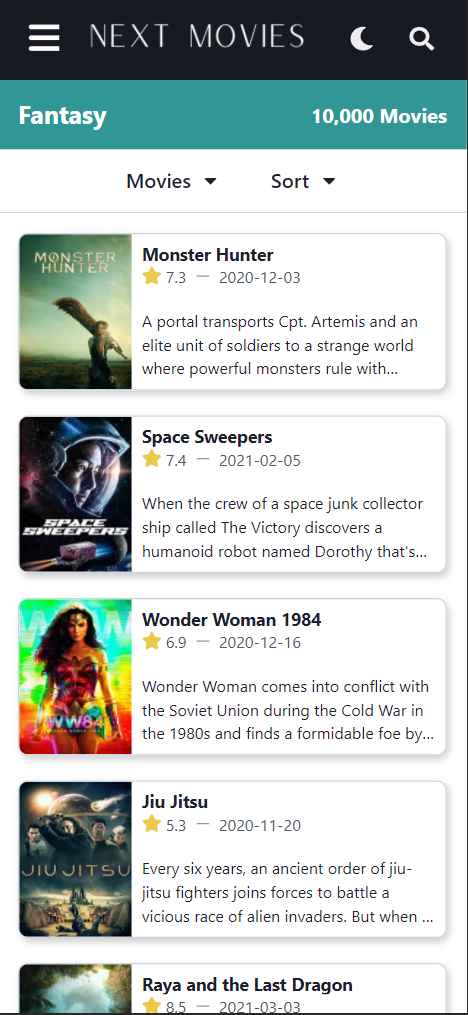 NEXT MOVIES
Fantasy
10,000 Movies
Movies
Sort
MONSTER
HUNTER
Monster Hunter
7.3 — 2020-12-03
A portal transports Cpt. Artemis and an
elite unit of soldiers to a strange world
where powerful monsters rule with...
SPACE
SWEEPERS
Space Sweepers
7.4 — 2021-02-05
When the crew of a space junk collector
ship called The Victory discovers a
humanoid robot named Dorothy that's...
WW84
Wonder Woman 1984
6.9 — 2020-12-16
Wonder Woman comes into conflict with
the Soviet Union during the Cold War in
the 1980s and finds a formidable foe by...
JIU JITSU
Jiu Jitsu
5.3 — 2020-11-20
Every six years, an ancient order of jiu-
jitsu fighters joins forces to battle a
vicious race of alien invaders. But when ...
Raya and the Last Dragon
8.5 — 2021-03-03